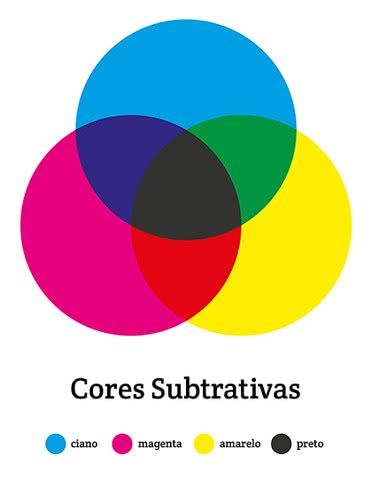 Cores Subtrativas
ciano magenta amarelo preto